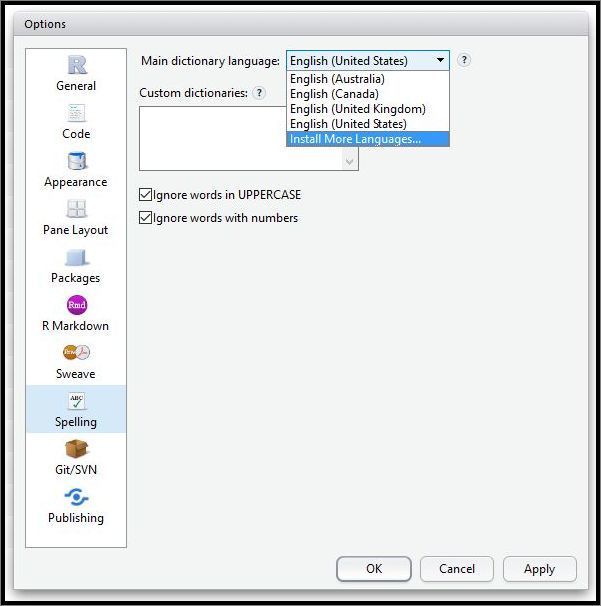 Options
General
Code
Appearance
Pane Layout
Packages
Rmd
R Markdown
Sweave
ABC
Spelling
Git/SVN
Publishing
Main dictionary language: English (United States) ?
English (Australia)
English (Canada)
English (United Kingdom)
English (United States)
Install More Languages...
Custom dictionaries: ?
Ignore words in UPPERCASE
Ignore words with numbers
OK Cancel Apply